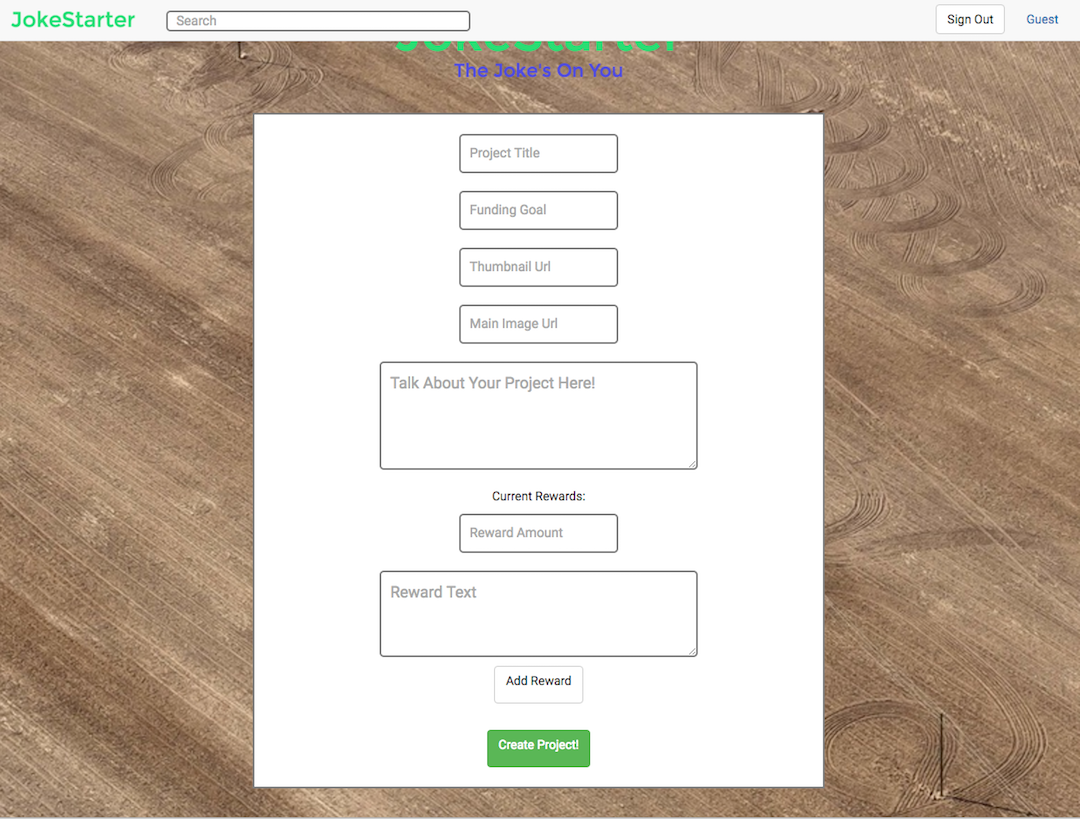 JokeStarter
Search
Sign Out
Guest
JokeStarter
The Joke's On You
Project Title
Funding Goal
Thumbnail Url
Main Image Url
Talk About Your Project Here!
Current Rewards:
Reward Amount
Reward Text
Add Reward
Create Project!